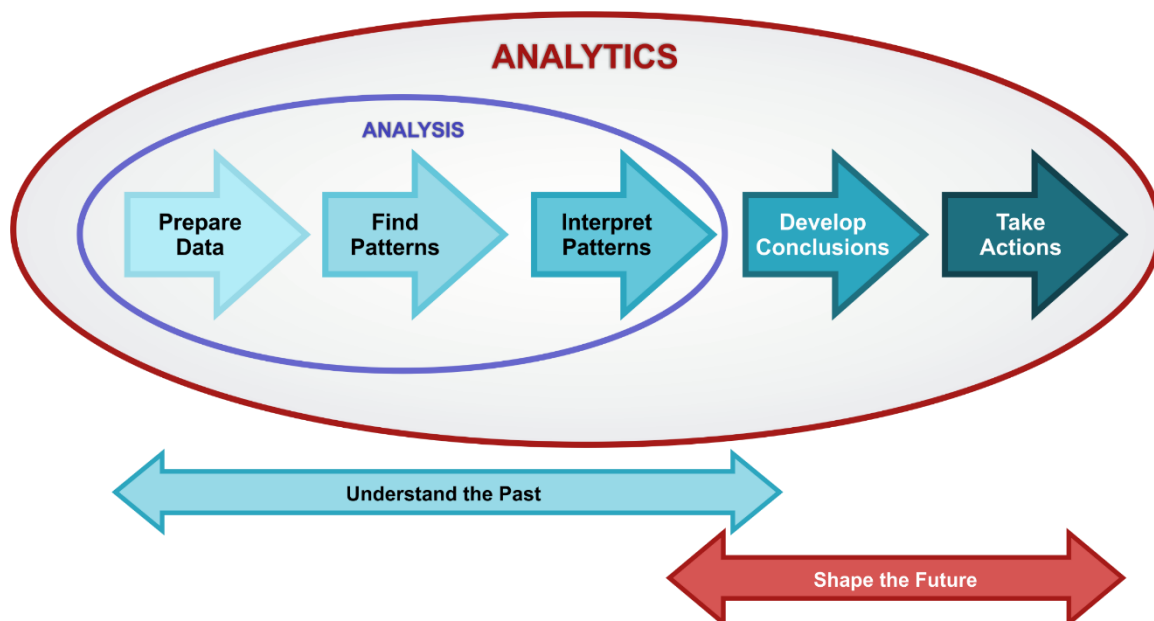 ANALYTICS
ANALYSIS
Prepare
Data
Find
Patterns
Interpret
Patterns
Develop
Conclusions
Take
Actions
Understand the Past
Shape the Future